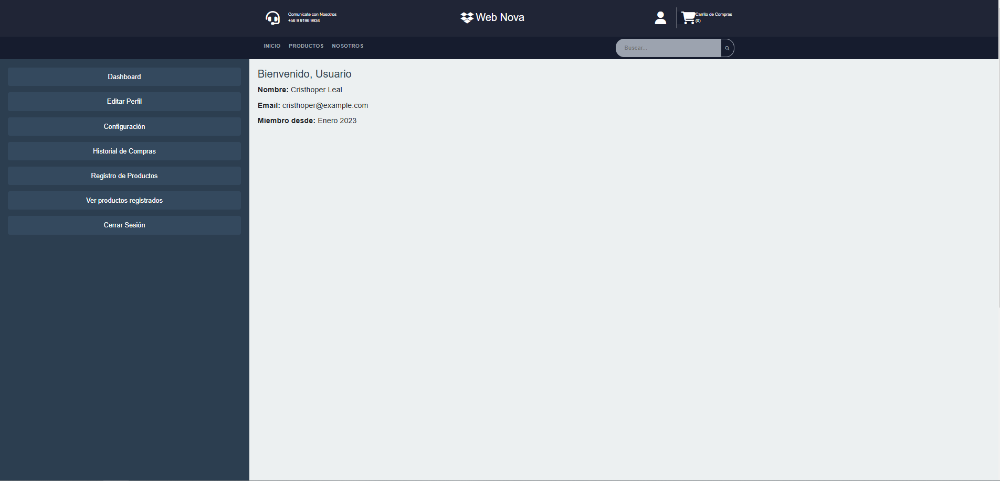 Comunicate con Nosotros
+56 9 9196 9934
Web Nova
Carrito de Compras
(0)
INICIO PRODUCTOS NOSOTROS
Buscar...
Dashboard
Editar Perfil
Configuración
Historial de Compras
Registro de Productos
Ver productos registrados
Cerrar Sesión
Bienvenido, Usuario
Nombre: Cristhoper Leal
Email: cristhoper@example.com
Miembro desde: Enero 2023